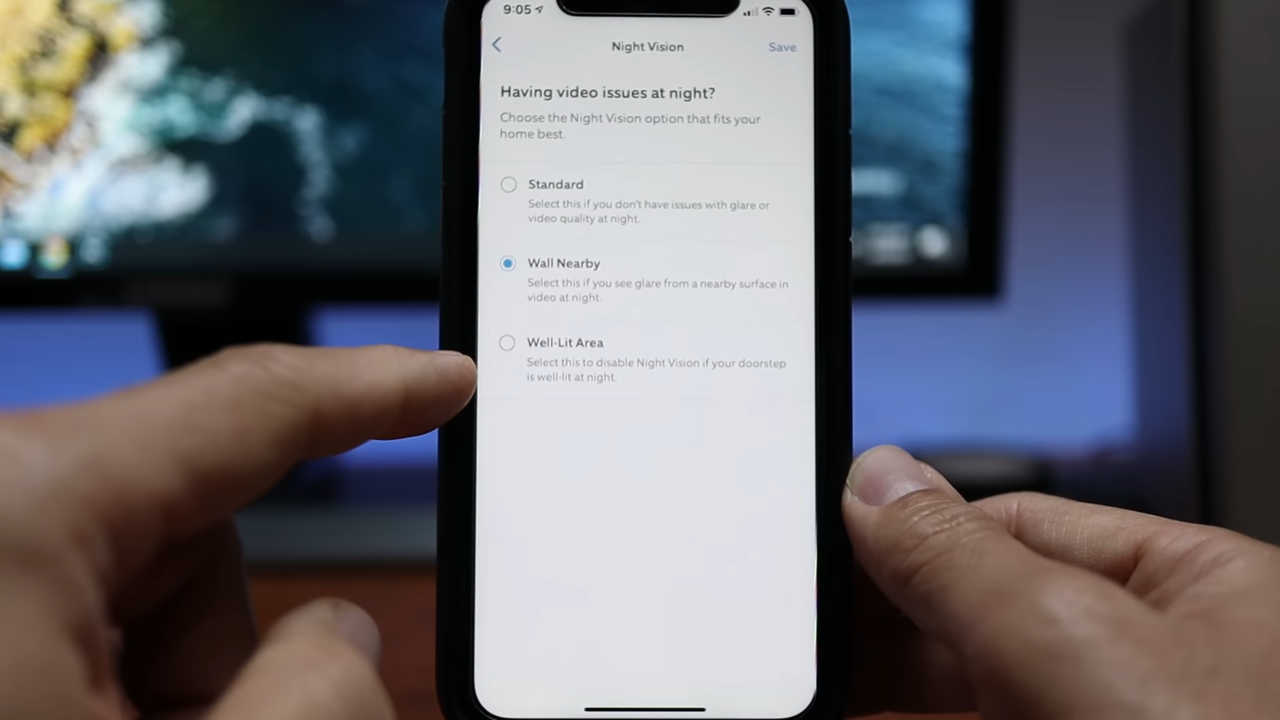 9:05
Night Vision
Save
Having video issues at night?
Choose the Night Vision option that fits your
home best.
Standard
Select this if you don't have issues with glare or
video quality at night.
Wall Nearby
Select this if you see glare from a nearby surface in
video at night.
Well-Lit Area
Select this to disable Night Vision if your doorstep
is well-lit at night.